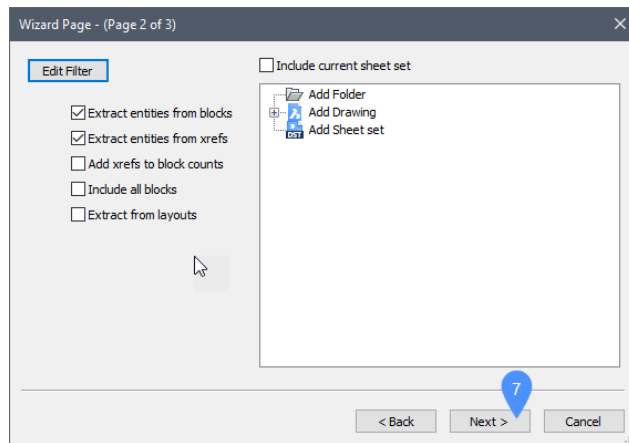 Wizard Page - (Page 2 of 3)
Edit Filter
Include current sheet set
Extract entities from blocks
Extract entities from xrefs
Add xrefs to block counts
Include all blocks
Extract from layouts
Add Folder
Add Drawing
DST Add Sheet set
7
< Back Next > Cancel